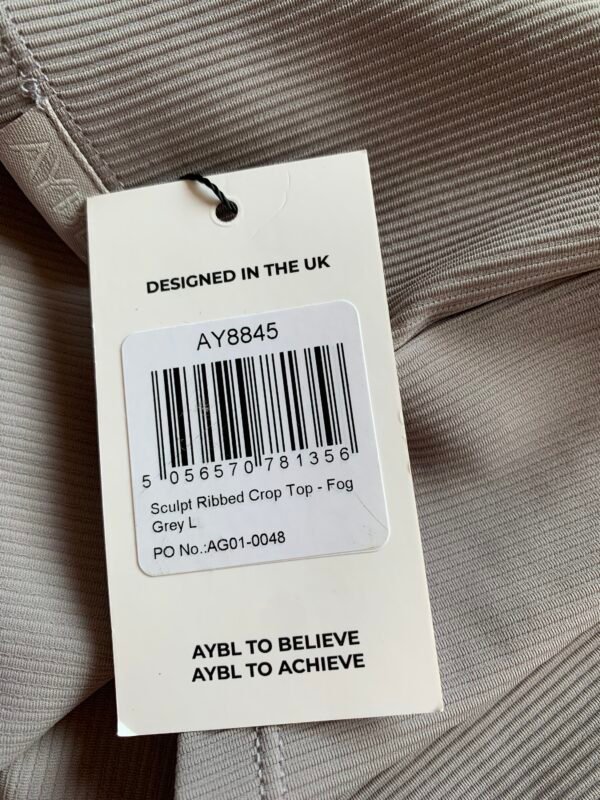 AYB
DESIGNED IN THE UK
AY8845
5 056570 781356
Sculpt Ribbed Crop Top - Fog
Grey L
PO No.:AG01-0048
AYBL TO BELIEVE
AYBL TO ACHIEVE